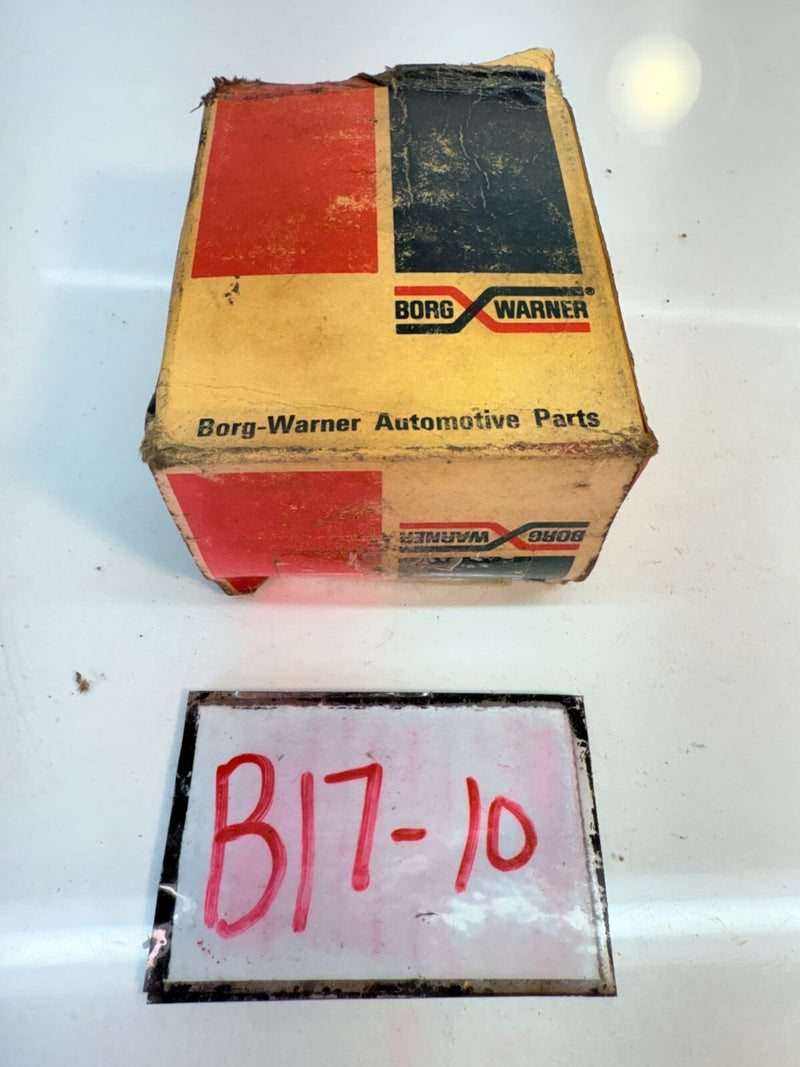 BORG WARNER®
Borg-Warner Automotive Parts
BORG WARNER
B17-10